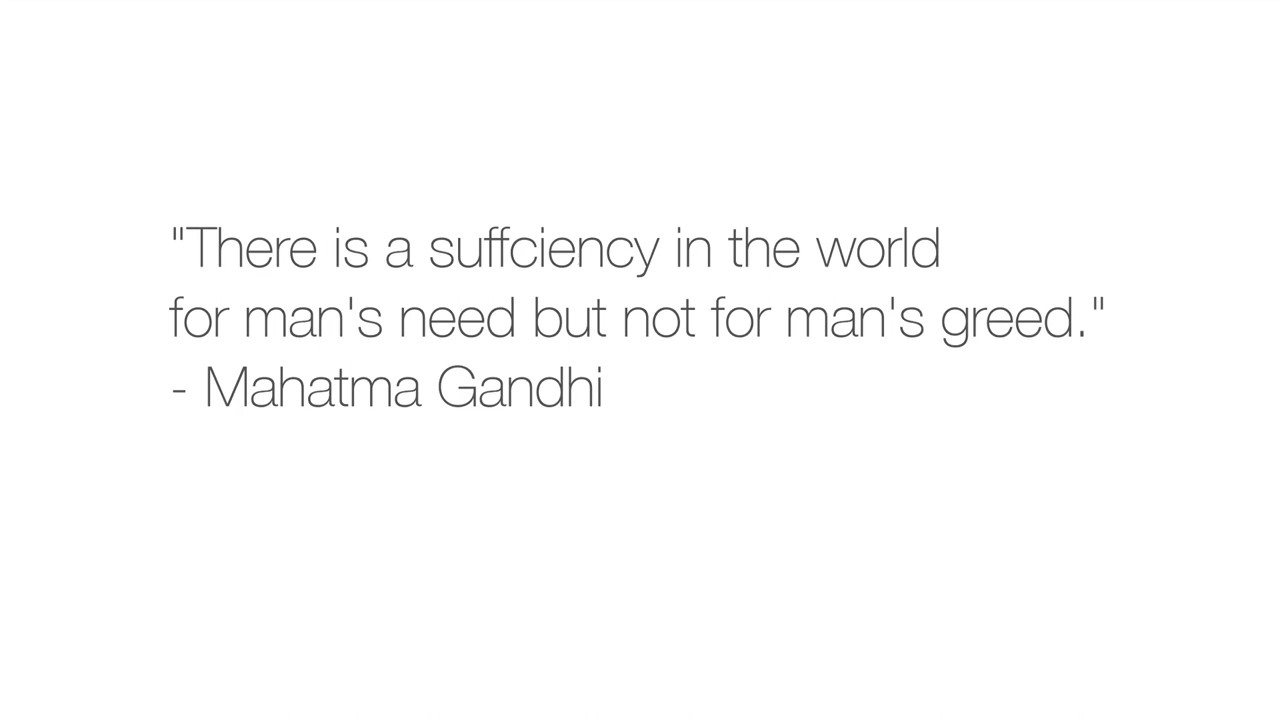 "There is a suffciency in the world
for man's need but not for man's greed."
- Mahatma Gandhi